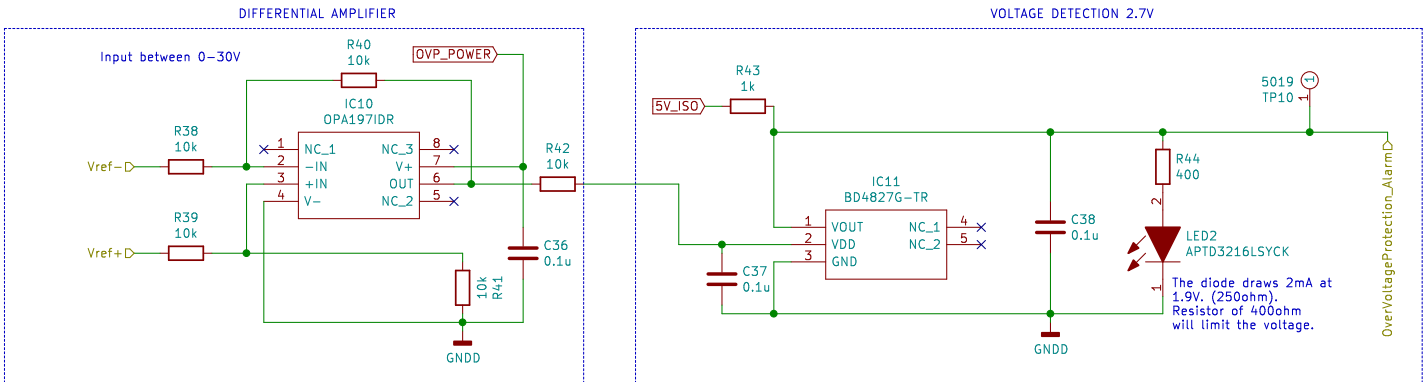 DIFFERENTIAL AMPLIFIER
Input between 0-30V
R40
10k
OVP_POWER
IC10
OPA197IDR
R38
10k
Vref-
1
2
3
4
NC_1
-IN
+IN
V-
NC_3
V+
OUT
NC_2
8
7
6
5
R42
10k
R39
10k
Vref+
10k
R41
C36
0.1u
GNDD
VOLTAGE DETECTION 2.7V
R43
1k
5V_ISO
5019
TP10
1
1
R44
400
IC11
BD4827G-TR
1
2
3
VOUT
VDD
GND
NC_1
NC_2
4
5
C37
0.1u
C38
0.1u
2
LED2
APTD3216LSYCK
1
The diode draws 2mA at
1.9V. (250ohm).
Resistor of 400ohm
will limit the voltage.
GNDD
OverVoltageProtection_Alarm